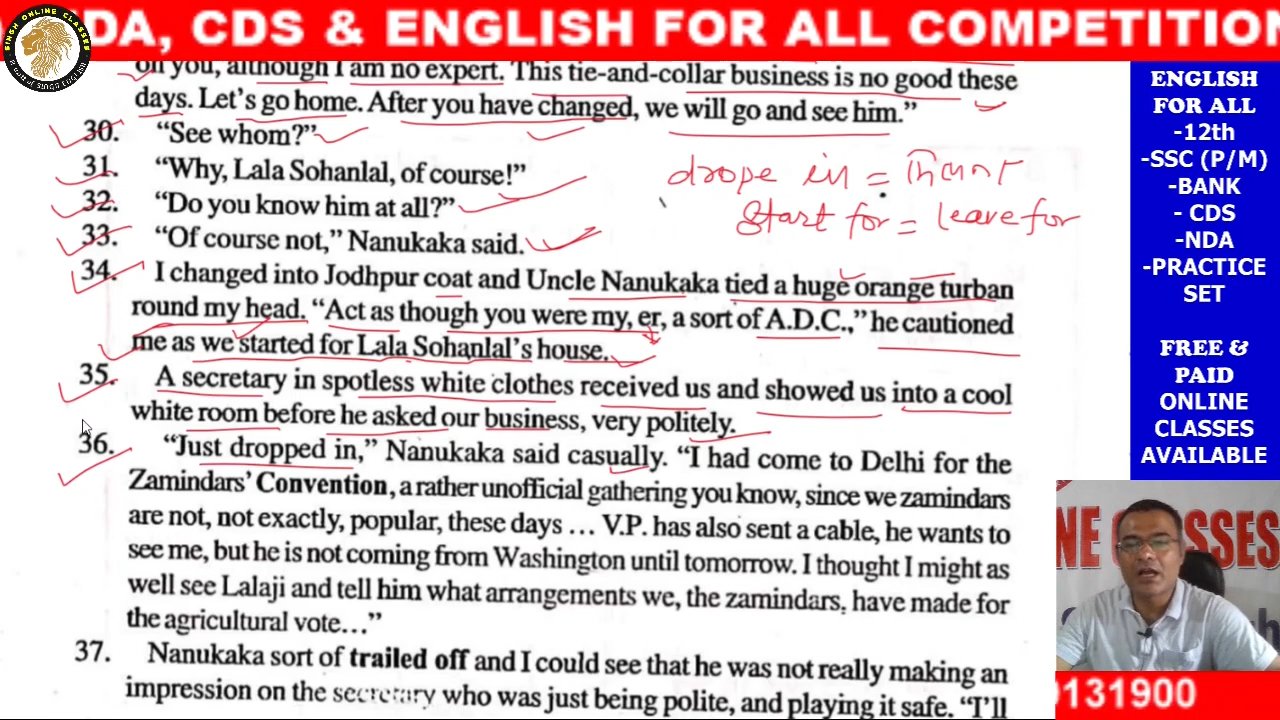 DA, CDS & ENGLISH FOR ALL COMPETITION
SINGH ONLINE CLASSES
on you, although I am no expert. This tie-and-collar business is no good these
days. Let's go home. After you have changed, we will go and see him."
30. "See whom?"
31. "Why, Lala Sohanlal, of course!"
32. "Do you know him at all?"
33. "Of course not," Nanukaka said.
drope in =
Start for = leave for
34. I changed into Jodhpur coat and Uncle Nanukaka tied a huge orange turban
round my head. "Act as though you were my, er, a sort of A.D.C.," he cautioned
me as we started for Lala Sohanlal's house.
35. A secretary in spotless white clothes received us and showed us into a cool
white room before he asked our business, very politely.
36. "Just dropped in," Nanukaka said casually. "I had come to Delhi for the
Zamindars' Convention, a rather unofficial gathering you know, since we zamindars
are not, not exactly, popular, these days ... V.P. has also sent a cable, he wants to
see me, but he is not coming from Washington until tomorrow. I thought I might as
well see Lalaji and tell him what arrangements we, the zamindars, have made for
the agricultural vote..."
37. Nanukaka sort of trailed off and I could see that he was not really making an
impression on the secretary who was just being polite, and playing it safe. "I'll
ENGLISH
FOR ALL
-12th
-SSC (P/M)
-BANK
- CDS
-NDA
-PRACTICE
SET
FREE &
PAID
ONLINE
CLASSES
AVAILABLE
NE CLASSES
0131900